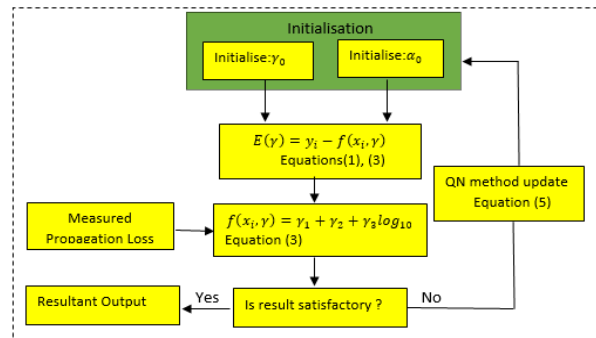 Initialisation
Initialise:γ₀
Initialise:α₀
E(γ) = yᵢ − f(xᵢ, γ)
Equations(1), (3)
QN method update
Equation (5)
Measured
Propagation Loss
f(xᵢ, γ) = γ₁ + γ₂ + γ₃log₁₀
Equation (3)
Resultant Output
Yes
Is result satisfactory ?
No